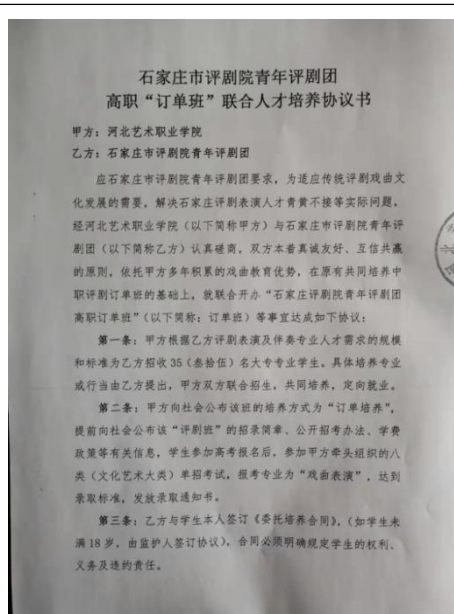 石家庄市评剧院青年评剧团
高职“订单班”联合人才培养协议书
甲方：河北艺术职业学院
乙方：石家庄市评剧院青年评剧团
应石家庄市评剧院青年评剧团要求，为适应传统评剧戏曲文
化发展的需要，解决石家庄评剧表演人才青黄不接等实际问题，
经河北艺术职业学院（以下简称甲方）与石家庄市评剧院青年评
剧团（以下简称乙方）认真磋商，双方本着真诚友好、互信共赢
的原则，依托甲方多年积累的戏曲教育优势，在原有共同培养中
职评剧订单班的基础上，就联合开办“石家庄评剧院青年评剧团
高职订单班”（以下简称：订单班）等事宜达成如下协议：
第一条：甲方根据乙方评剧表演及伴奏专业人才需求的规模
和标准为乙方招收35（叁拾伍）名大专专业学生。具体培养专业
或行当由乙方提出，甲乙双方联合招生，共同培养，定向就业。
第二条：甲方向社会公布该班的培养方式为“订单培养”，
提前向社会公布该“评剧班”的招录简章、公开招考办法、学费
政策等有关信息，学生参加高考报名后，参加甲方牵头组织的八
类（文化艺术大类）单招考试，报考专业为“戏曲表演”，达到
录取标准，发放录取通知书。
第三条：乙方与学生本人签订《委托培养合同》，（如学生未
满18岁，由监护人签订协议），合同必须明确规定学生的权利、
义务及违约责任。